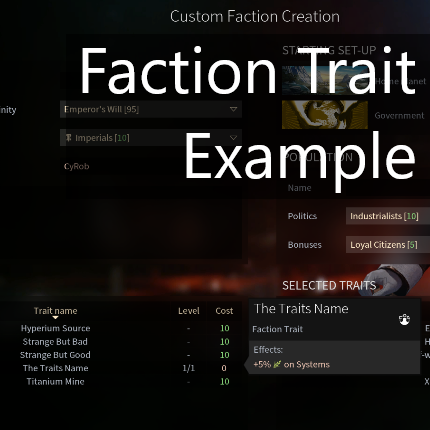 Custom Faction Creation
STARTING SET-UP
Faction Trait
Home Planet
inity
Emperor's Will [95]
Government
Imperials [10]
Example
POPULATION
CyRob
Name
Politics
Industrialists [10]
Bonuses
Loyal Citizens [5]
SELECTED TRAITS
Trait name Level Cost
Hyperium Source - 10
Strange But Bad - 10
Strange But Good - 10
The Traits Name 1/1 0
Titanium Mine - 10
The Traits Name
Faction Trait
Effects:
+5% on Systems